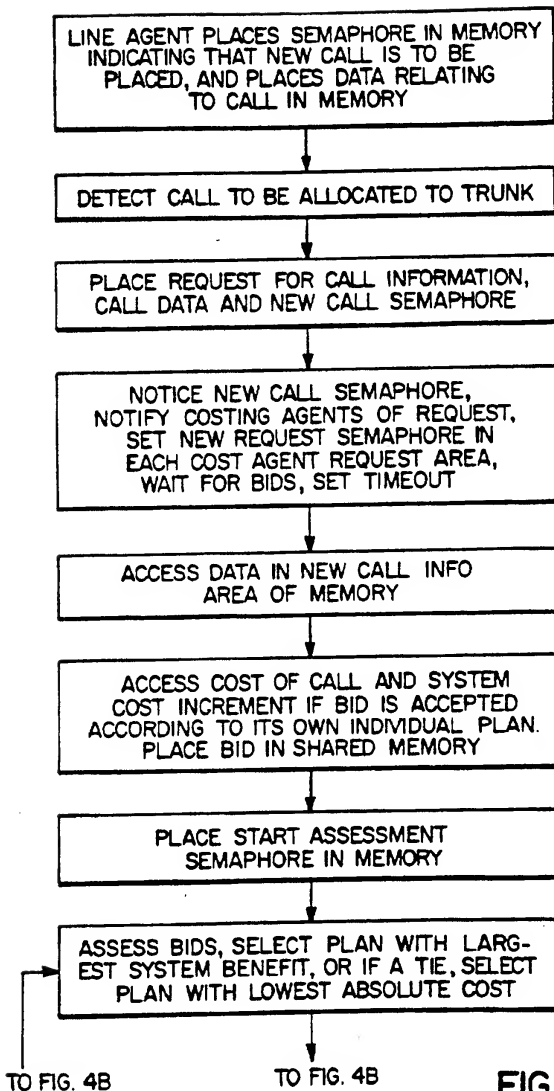 LINE AGENT PLACES SEMAPHORE IN MEMORY
INDICATING THAT NEW CALL IS TO BE
PLACED, AND PLACES DATA RELATING
TO CALL IN MEMORY
DETECT CALL TO BE ALLOCATED TO TRUNK
PLACE REQUEST FOR CALL INFORMATION,
CALL DATA AND NEW CALL SEMAPHORE
NOTICE NEW CALL SEMAPHORE,
NOTIFY COSTING AGENTS OF REQUEST,
SET NEW REQUEST SEMAPHORE IN
EACH COST AGENT REQUEST AREA,
WAIT FOR BIDS, SET TIMEOUT
ACCESS DATA IN NEW CALL INFO
AREA OF MEMORY
ACCESS COST OF CALL AND SYSTEM
COST INCREMENT IF BID IS ACCEPTED
ACCORDING TO ITS OWN INDIVIDUAL PLAN.
PLACE BID IN SHARED MEMORY
PLACE START ASSESSMENT
SEMAPHORE IN MEMORY
ASSESS BIDS, SELECT PLAN WITH LARG-
EST SYSTEM BENEFIT, OR IF A TIE, SELECT
PLAN WITH LOWEST ABSOLUTE COST
TO FIG. 4B
TO FIG. 4B
FIG